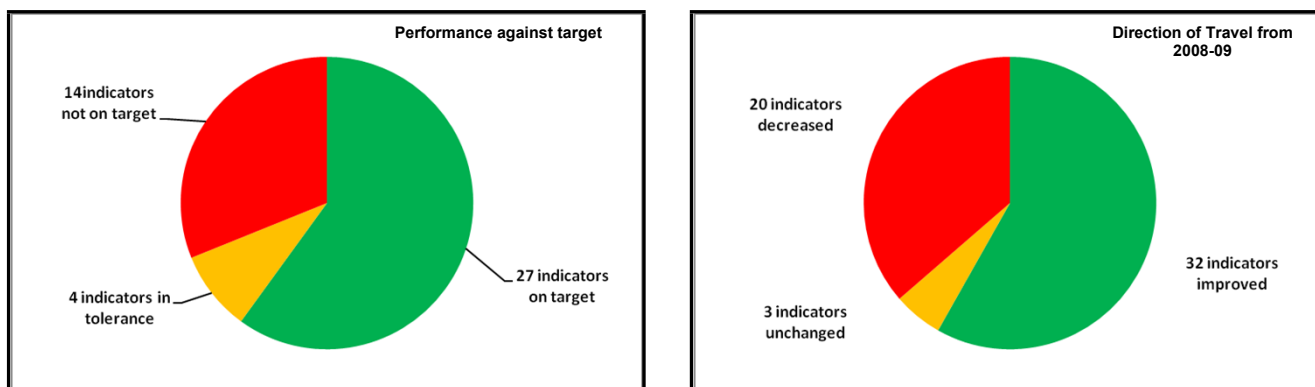 Performance against target
14indicators
not on target
4 indicators in
tolerance
27 indicators
on target
Direction of Travel from
2008-09
20 indicators
decreased
3 indicators
unchanged
32 indicators
improved